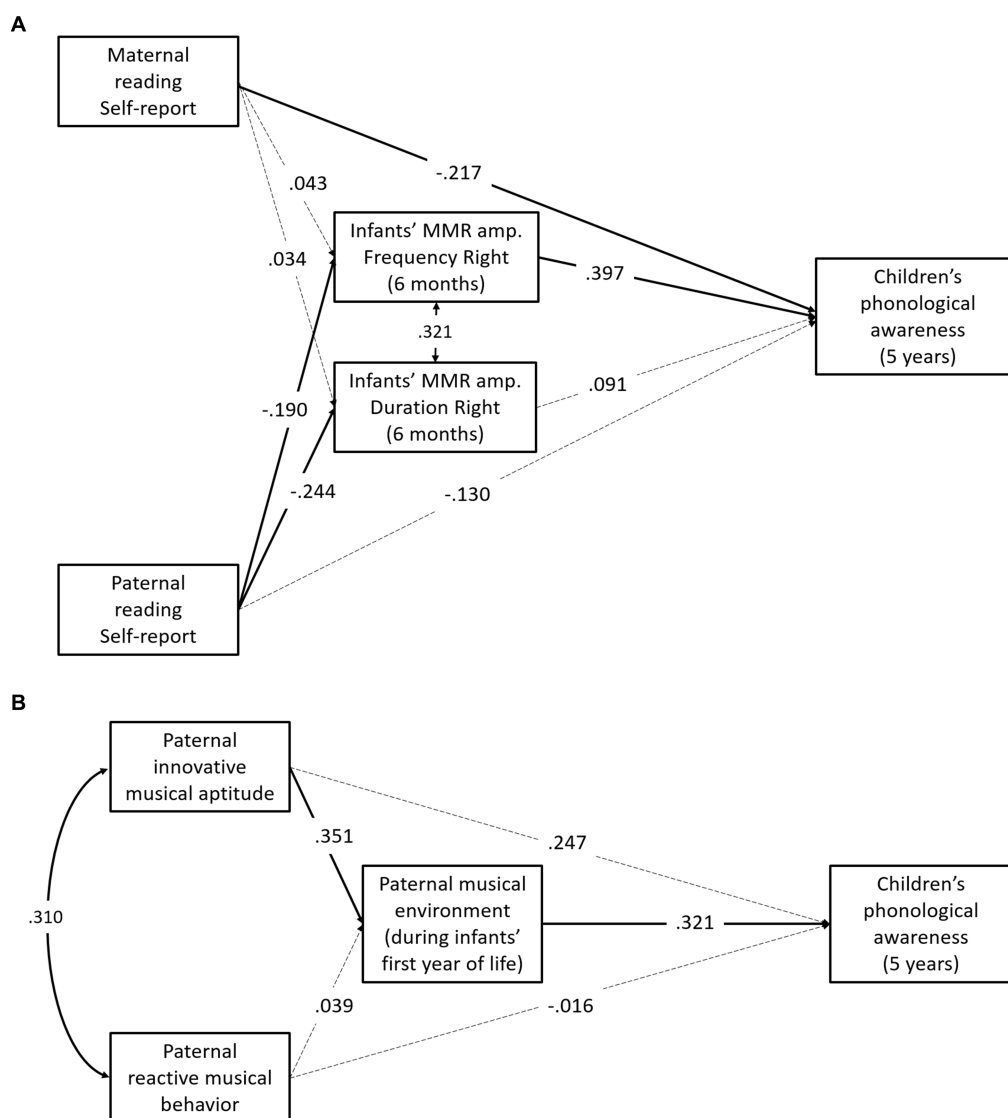 A
Maternal
reading
Self-report
-.217
.043
Infants’ MMR amp.
Frequency Right
(6 months)
.034
.397
Children’s
phonological
awareness
(5 years)
.321
Infants’ MMR amp.
Duration Right
(6 months)
.091
-.190
-.244
-.130
Paternal
reading
Self-report
B
Paternal
innovative
musical aptitude
.351
.247
.310
Paternal musical
environment
(during infants’
first year of life)
.321
Children’s
phonological
awareness
(5 years)
.039
-.016
Paternal
reactive musical
behavior